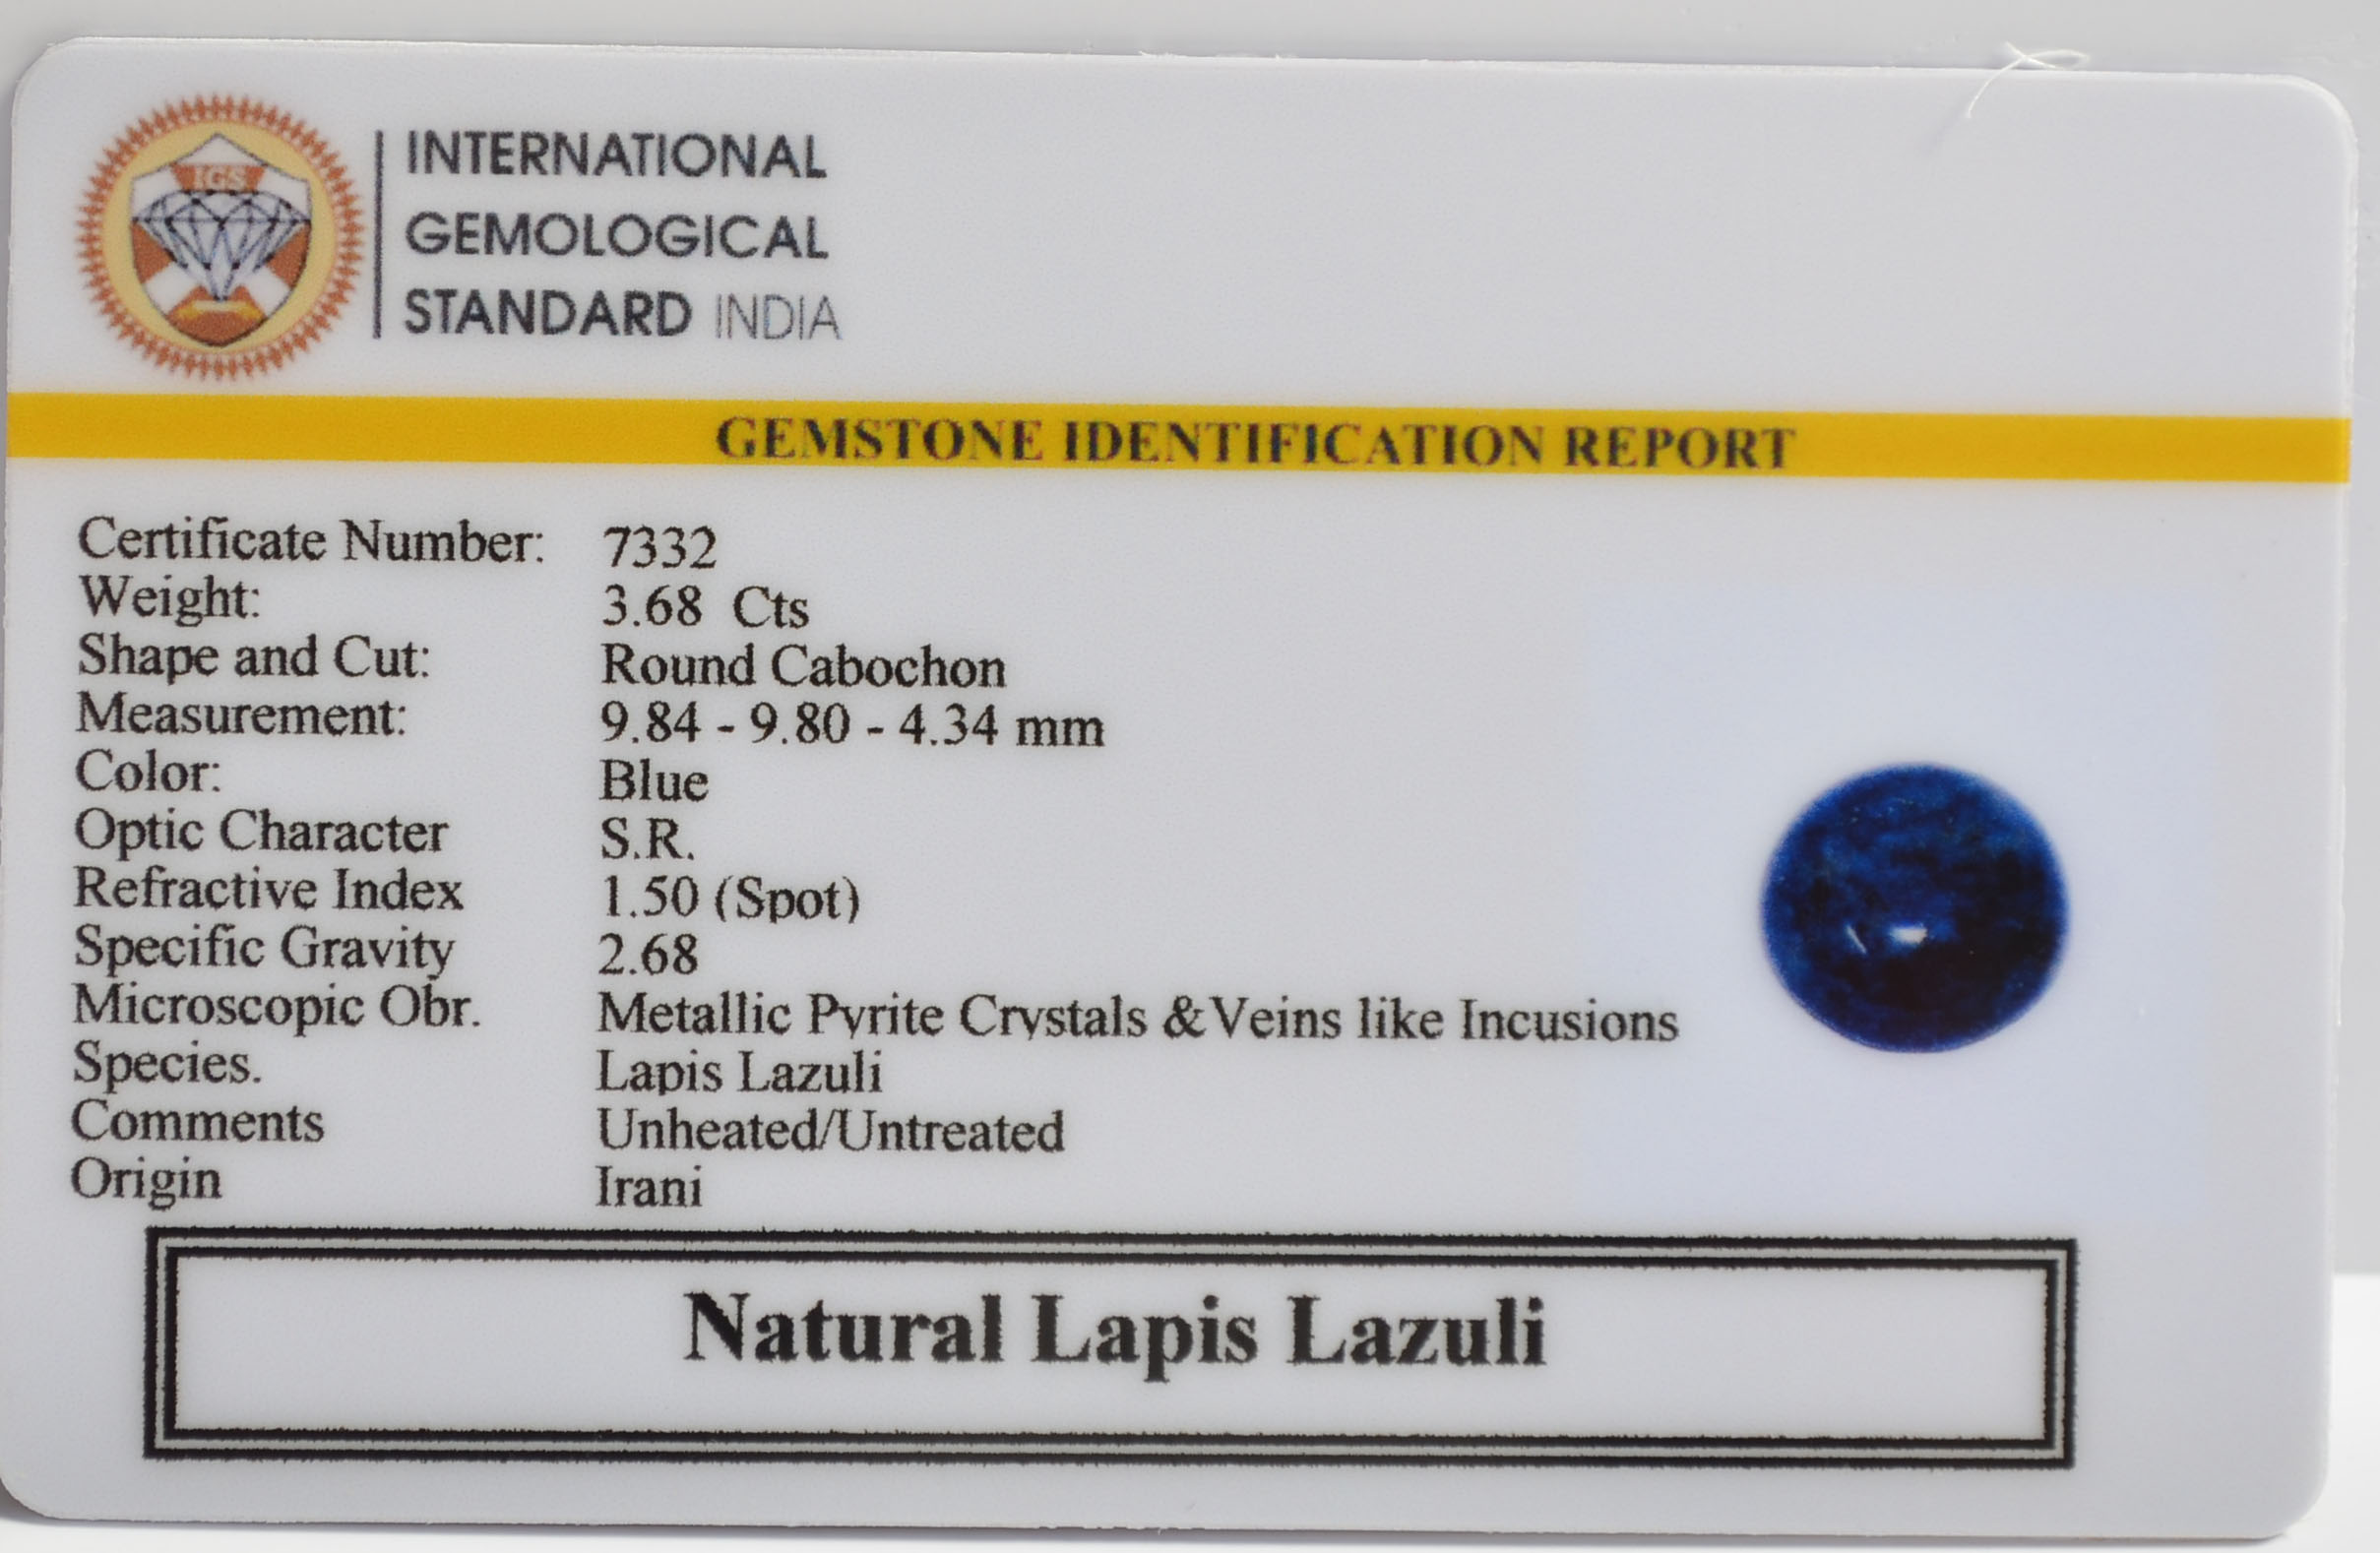 IGS
INTERNATIONAL
GEMOLOGICAL
STANDARD INDIA
GEMSTONE IDENTIFICATION REPORT
Certificate Number: 7332
Weight: 3.68 Cts
Shape and Cut: Round Cabochon
Measurement: 9.84 - 9.80 - 4.34 mm
Color: Blue
Optic Character S.R.
Refractive Index 1.50 (Spot)
Specific Gravity 2.68
Microscopic Obr. Metallic Pyrite Crystals &Veins like Incusions
Species. Lapis Lazuli
Comments Unheated/Untreated
Origin Irani
Natural Lapis Lazuli